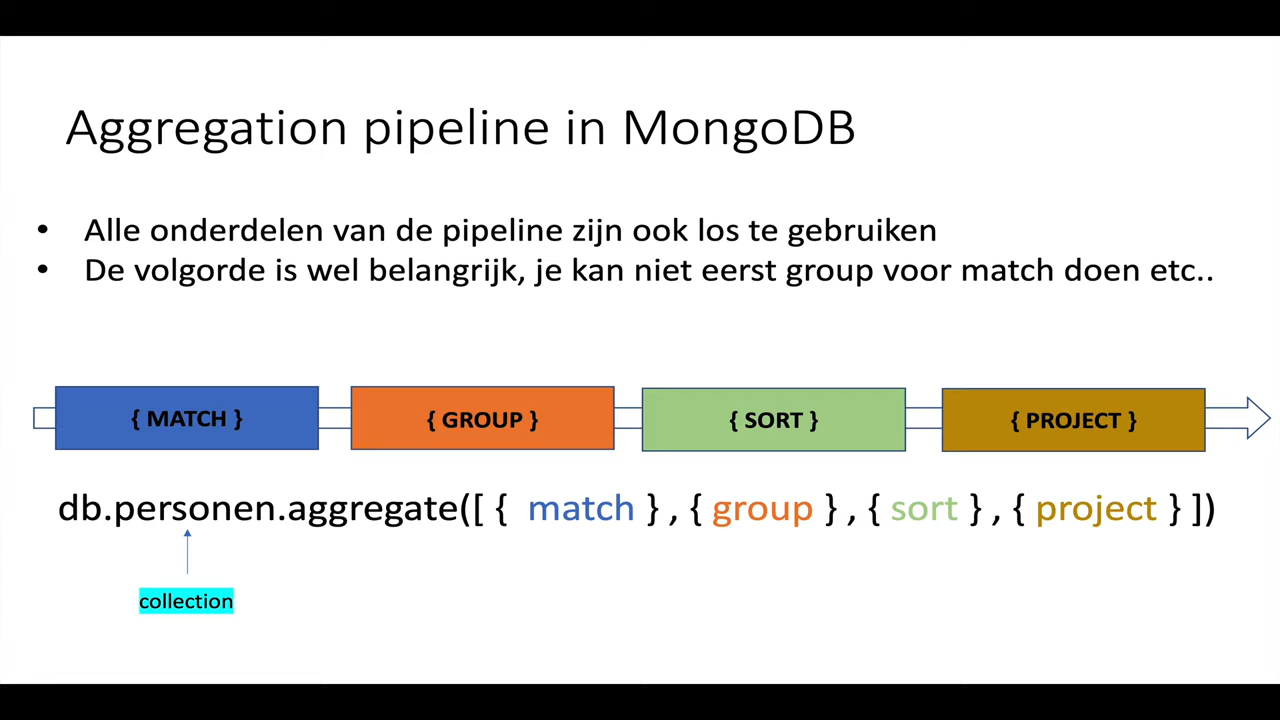 Aggregation pipeline in MongoDB
• Alle onderdelen van de pipeline zijn ook los te gebruiken
• De volgorde is wel belangrijk, je kan niet eerst group voor match doen etc..
{ MATCH } { GROUP } { SORT } { PROJECT }
db.personen.aggregate([ { match } , { group } , { sort } , { project } ])
collection